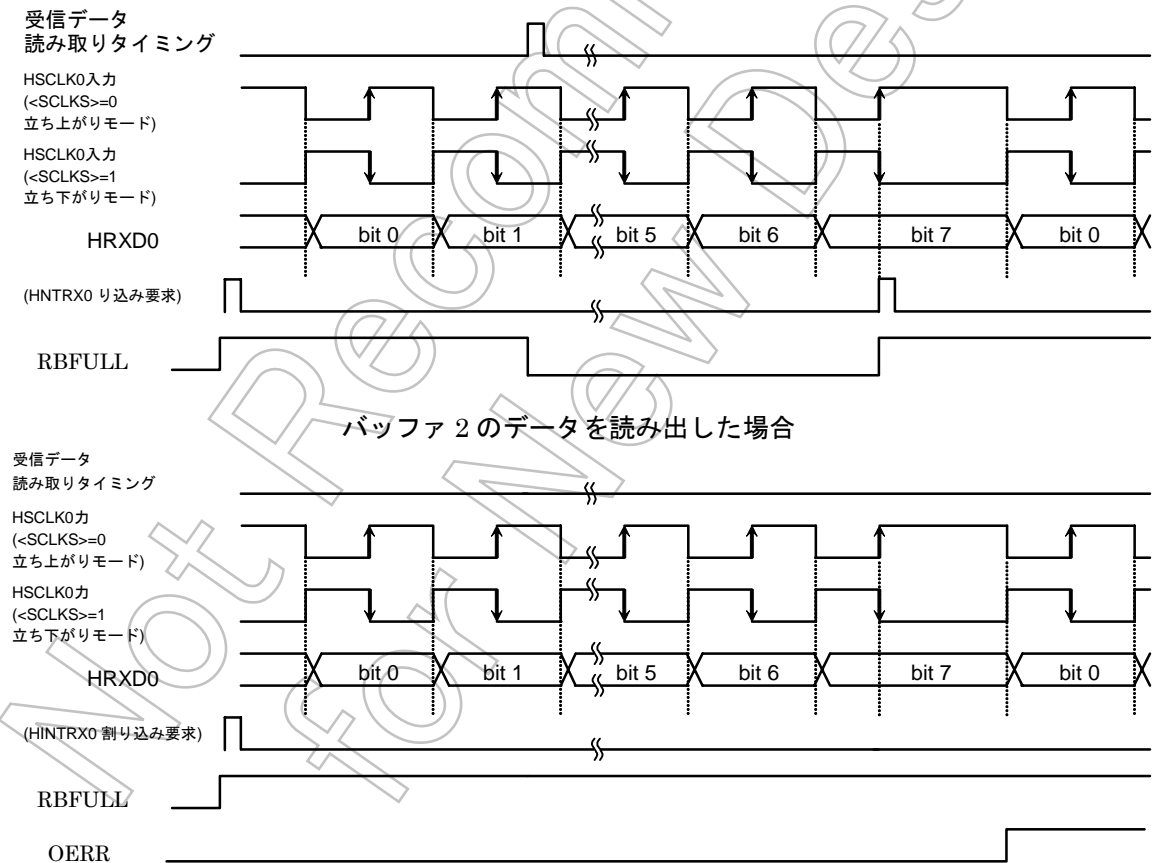 受信データ
読み取りタイミング
HSCLK0入力
(<SCLKS>=0
立ち上がりモード)
HSCLK0入力
(<SCLKS>=1
立ち下がりモード)
HRXD0
bit 0 bit 1 bit 5 bit 6 bit 7 bit 0
(HNTRX0 り込み要求)
RBFULL
バッファ 2 のデータを読み出した場合
受信データ
読み取りタイミング
HSCLK0力
(<SCLKS>=0
立ち上がりモード)
HSCLK0力
(<SCLKS>=1
立ち下がりモード)
HRXD0
bit 0 bit 1 bit 5 bit 6 bit 7 bit 0
(HINTRX0 割り込み要求)
RBFULL
OERR
Not Recom
for New Des